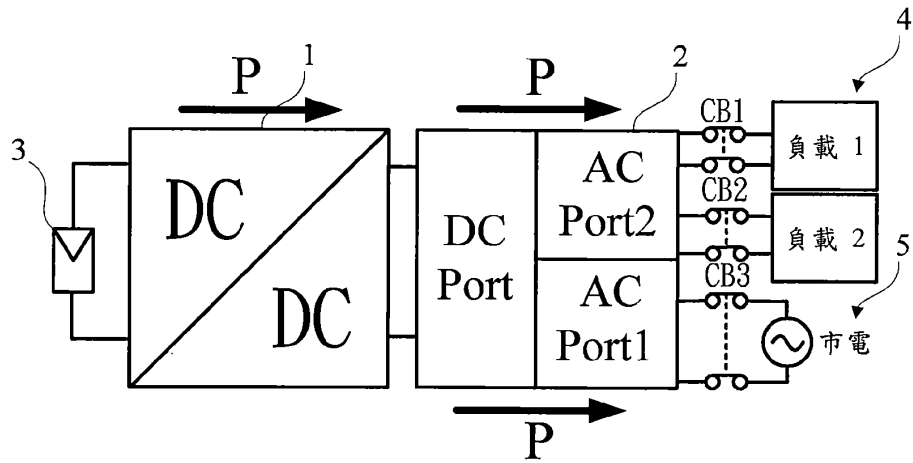 1
P
P
2
4
3
DC
DC
DC
Port
AC
Port2
AC
Port1
CB1
CB2
CB3
負載 1
負載 2
5
市電
P